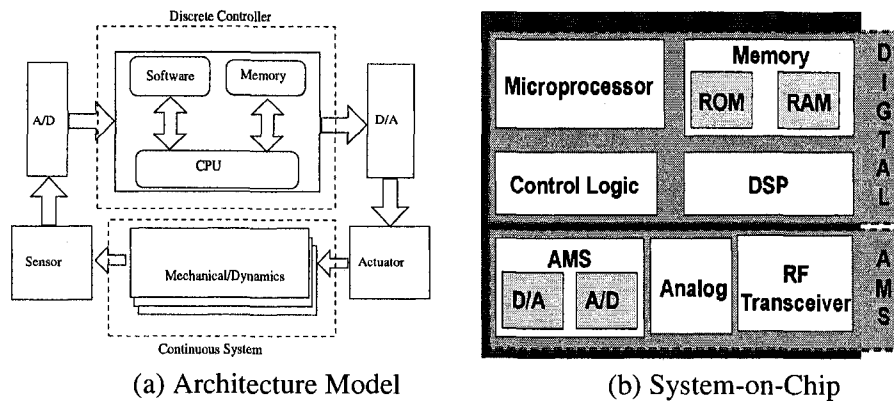 Discrete Controller
Software
Memory
A/D
D/A
CPU
Sensor
Mechanical/Dynamics
Actuator
Continuous System
(a) Architecture Model
Microprocessor
Memory
ROM
RAM
Control Logic
DSP
DIGTAL
AMS
D/A
A/D
Analog
RF
Transceiver
AMS
(b) System-on-Chip